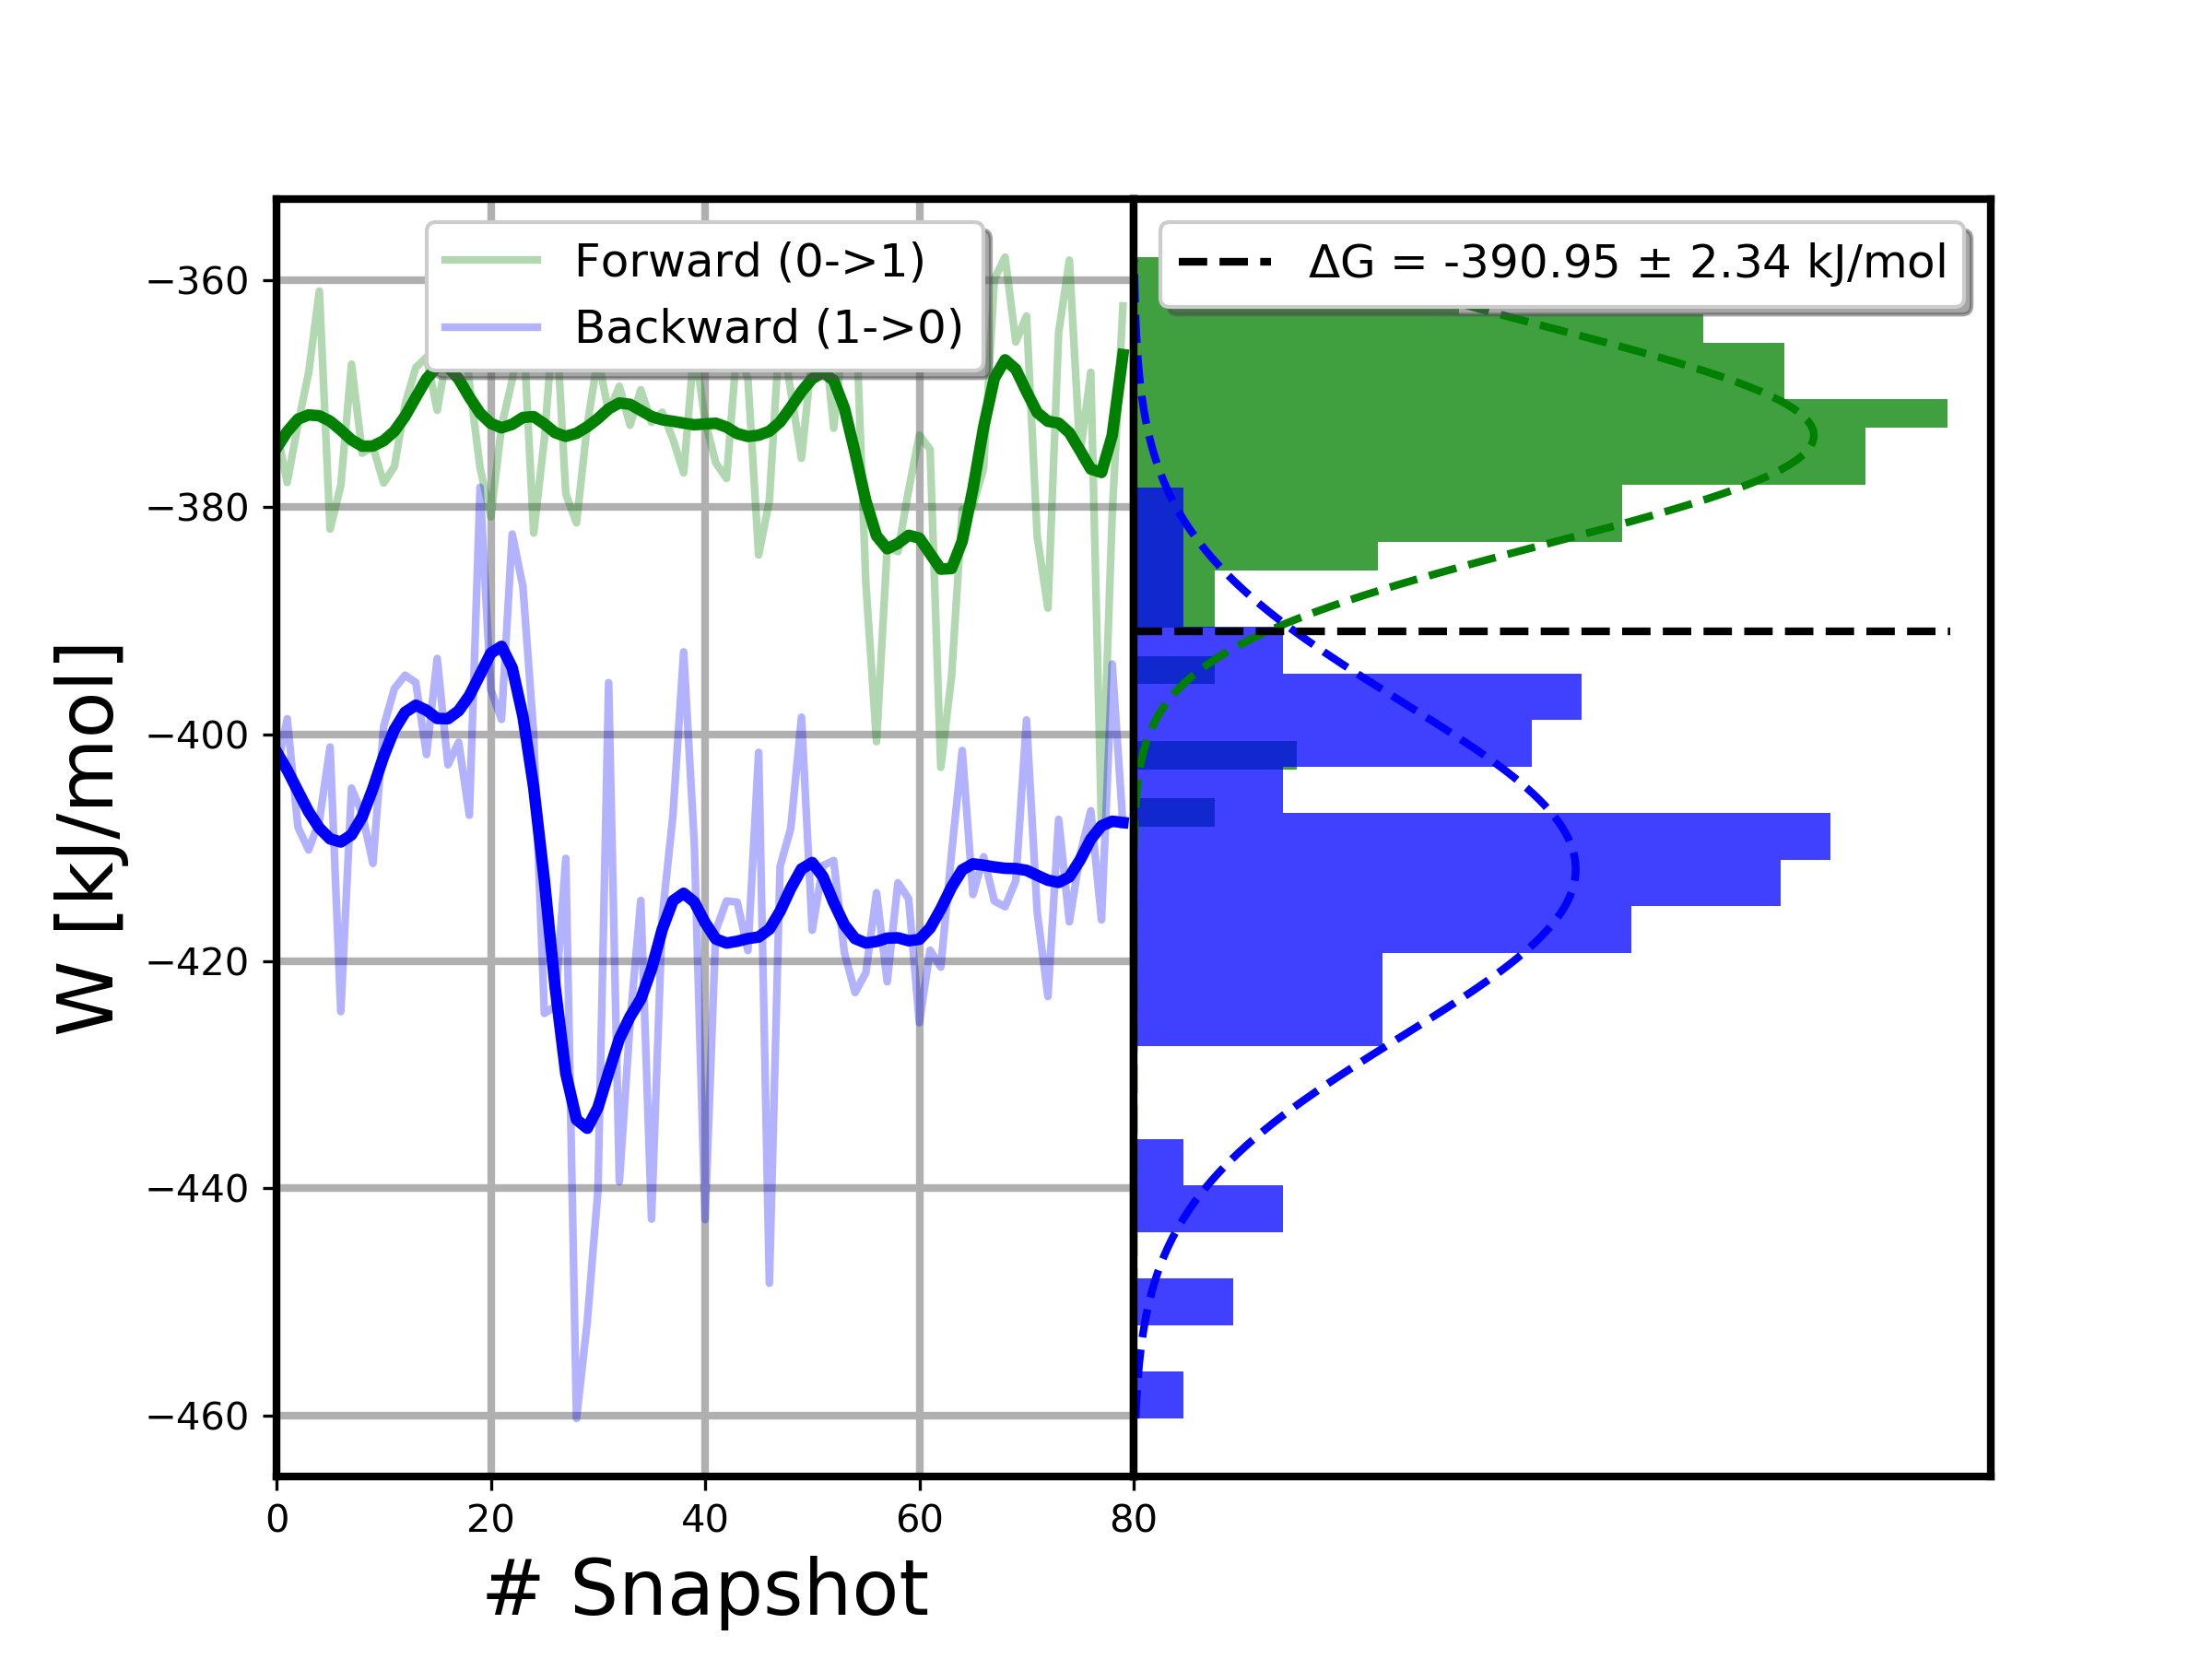 Forward (0->1)
Backward (1->0)
ΔG = -390.95 ± 2.34 kJ/mol
W [kJ/mol]
−360
−380
−400
−420
−440
−460
0 20 40 60 80
# Snapshot